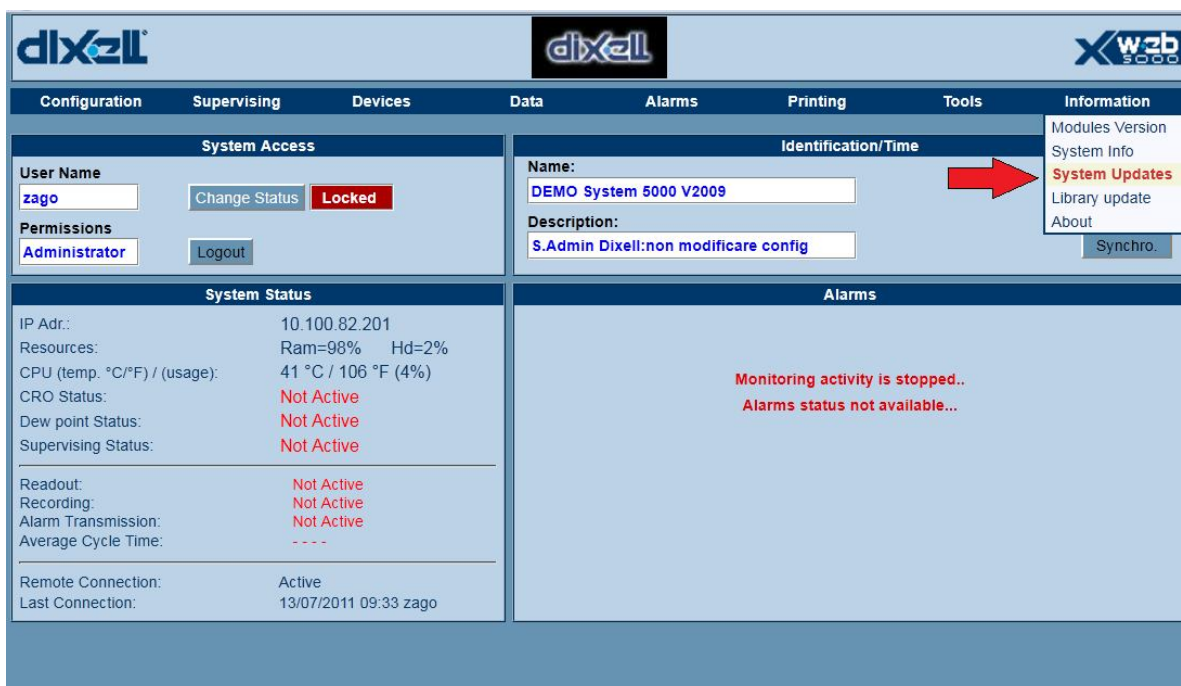 dixell
dixell
Xweb 5000
Configuration Supervising Devices Data Alarms Printing Tools Information
Modules Version
System Info
System Updates
Library update
About
System Access
User Name
zago Change Status Locked
Permissions
Administrator Logout
Identification/Time
Name:
DEMO System 5000 V2009
Description:
S.Admin Dixell:non modificare config
Synchro.
System Status
IP Adr.: 10.100.82.201
Resources: Ram=98% Hd=2%
CPU (temp. °C/°F) / (usage): 41 °C / 106 °F (4%)
CRO Status: Not Active
Dew point Status: Not Active
Supervising Status: Not Active
Readout: Not Active
Recording: Not Active
Alarm Transmission: Not Active
Average Cycle Time: - - - -
Remote Connection: Active
Last Connection: 13/07/2011 09:33 zago
Alarms
Monitoring activity is stopped..
Alarms status not available...